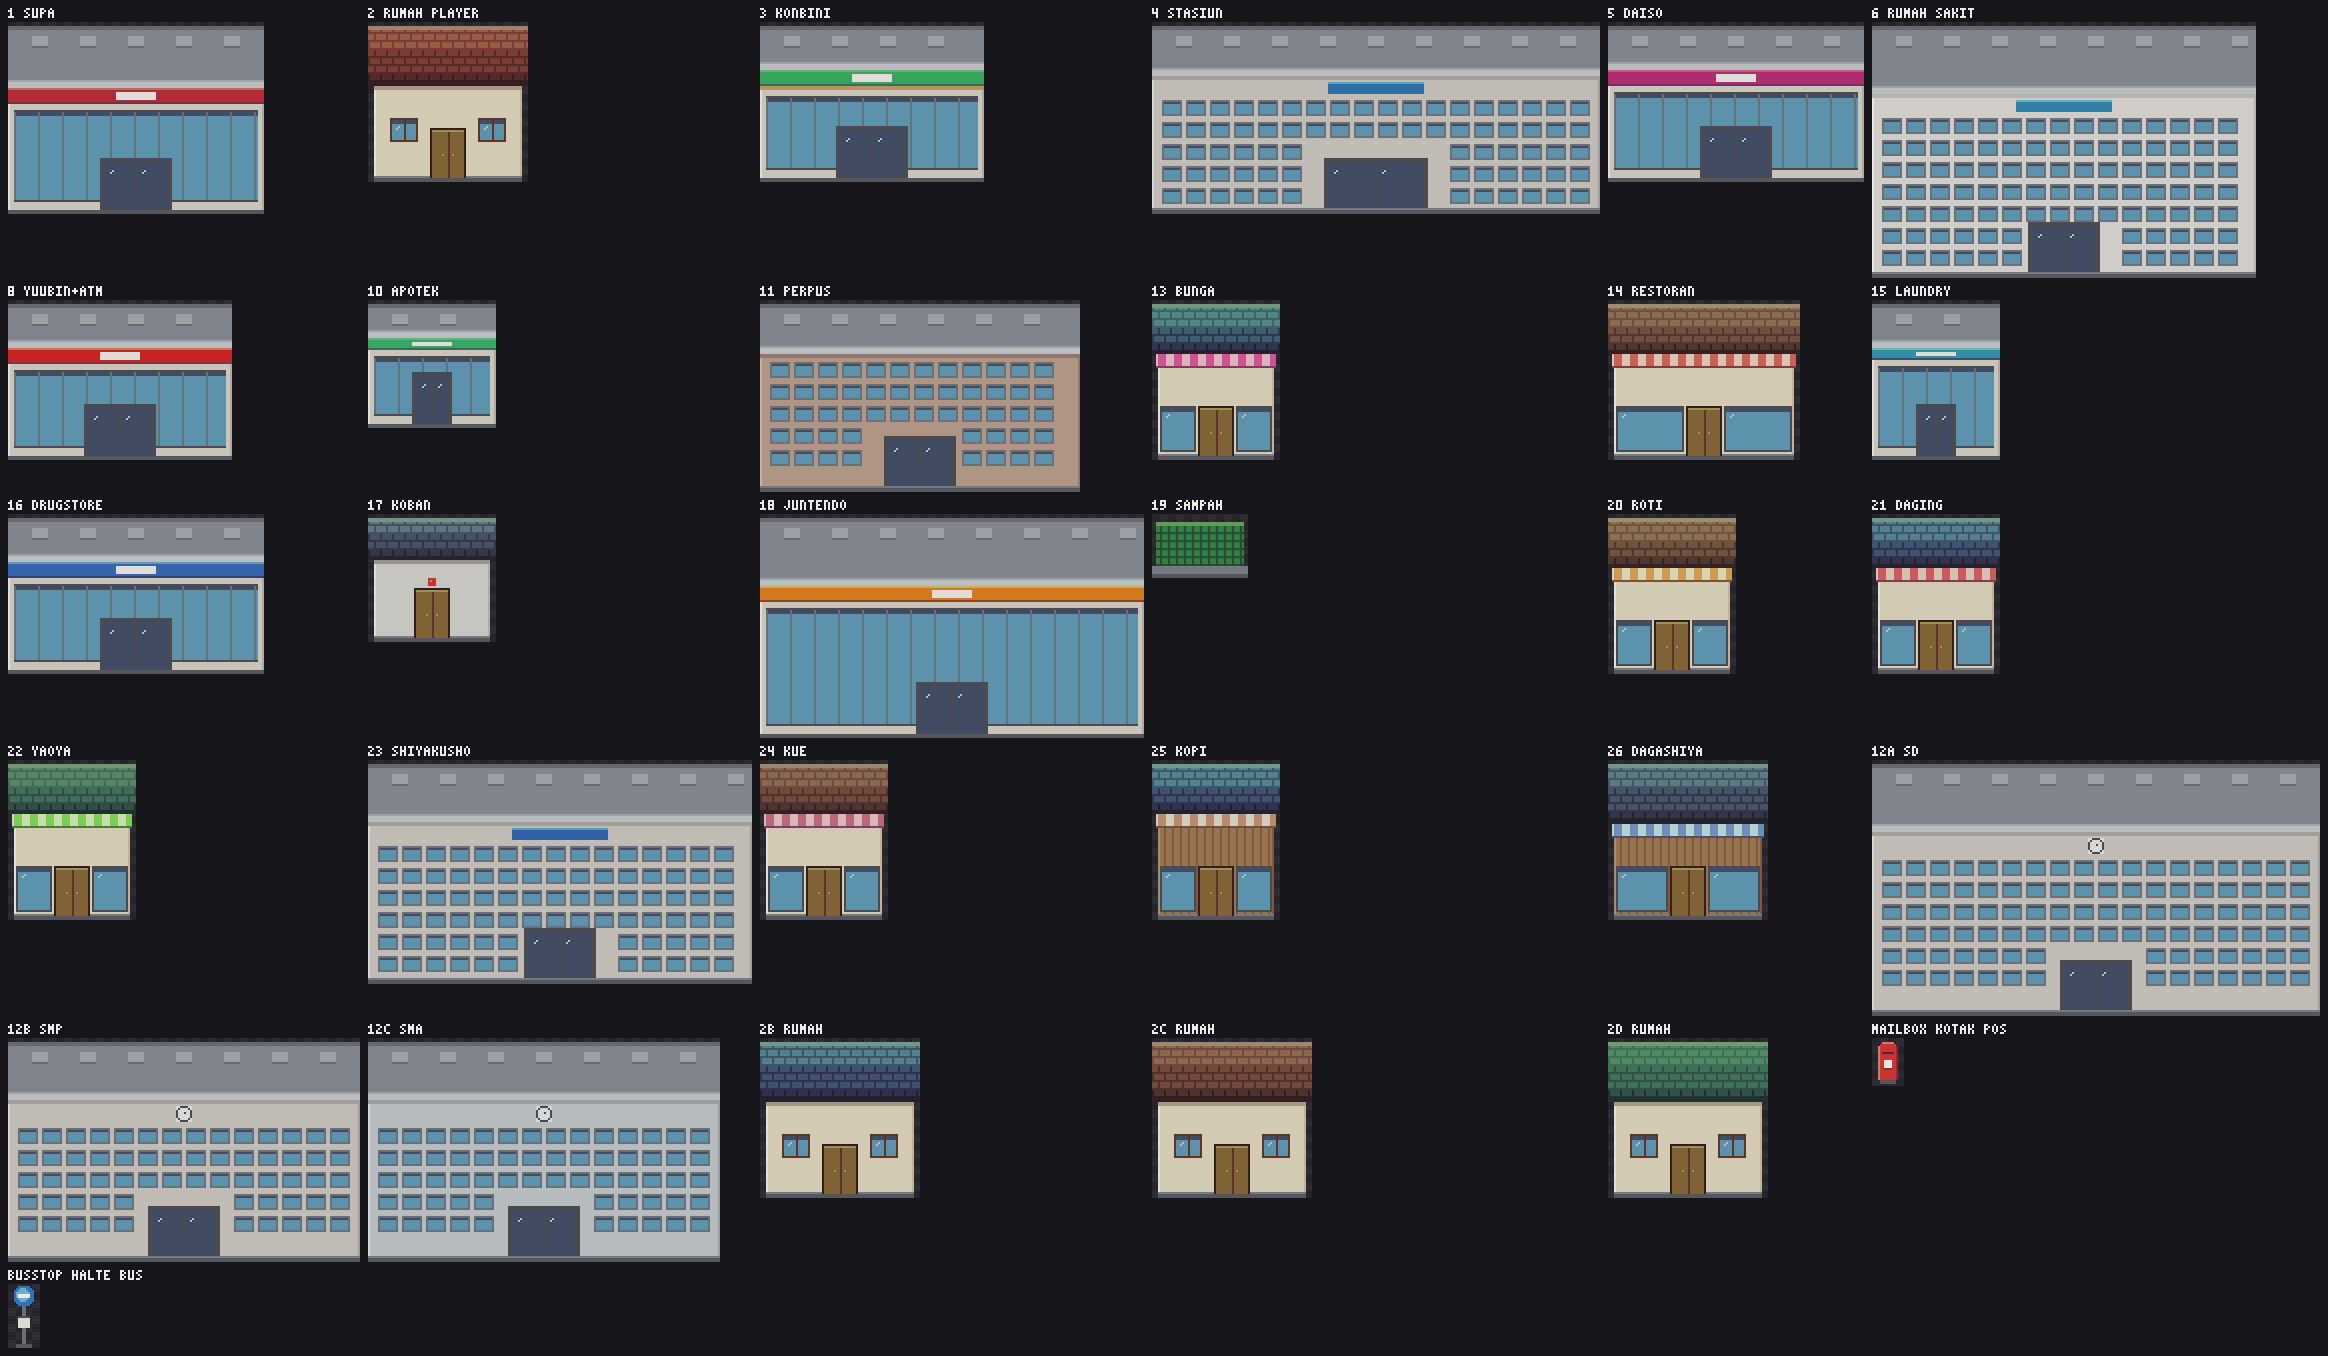 1 SUPA
2 RUMAH PLAYER
3 KONBINI
4 STASIUN
5 DAISO
6 RUMAH SAKIT
8 YUUBIN+ATM
10 APOTEK
11 PERPUS
13 BUNGA
14 RESTORAN
15 LAUNDRY
16 DRUGSTORE
17 KOBAN
18 JUNTENDO
19 SAMPAH
20 ROTI
21 DAGING
22 YAOYA
23 SHIYAKUSHO
24 KUE
25 KOPI
26 DAGASHIYA
12A SD
12B SMP
12C SMA
2B RUMAH
2C RUMAH
2D RUMAH
MAILBOX KOTAK POS
BUSSTOP HALTE BUS